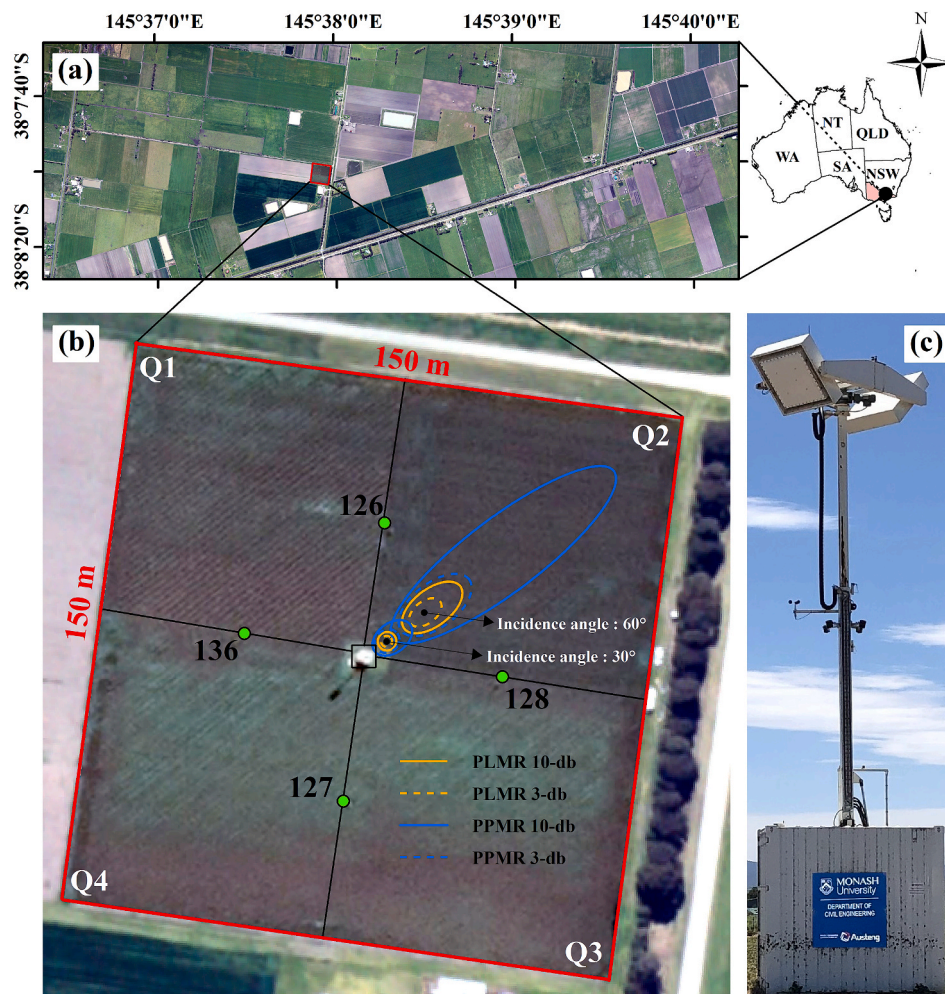 145°37'0"E 145°38'0"E 145°39'0"E 145°40'0"E
N
(a)
38°7'40"S
38°8'20"S
NT
QLD
WA
SA
NSW
(b)
150 m
Q1
Q2
126
150 m
Incidence angle : 60°
136
Incidence angle : 30°
128
127
PLMR 10-db
PLMR 3-db
PPMR 10-db
PPMR 3-db
Q4
Q3
(c)
MONASH
University
DEPARTMENT OF
CIVIL ENGINEERING
Austeng